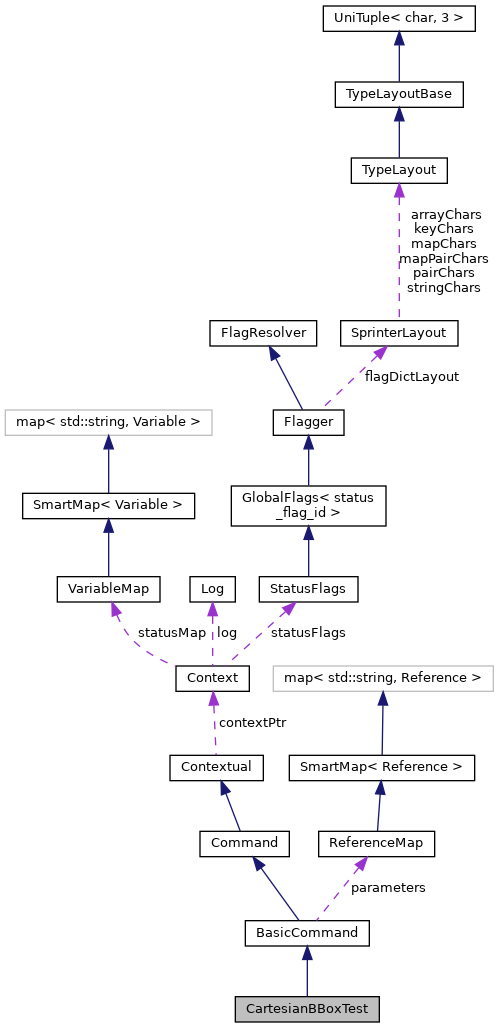 UniTuple< char, 3 >
TypeLayoutBase
TypeLayout
arrayChars
keyChars
mapChars
mapPairChars
pairChars
stringChars
FlagResolver
SprinterLayout
flagDictLayout
map< std::string, Variable >
Flagger
SmartMap< Variable >
GlobalFlags< status
_flag_id >
VariableMap
Log
StatusFlags
statusMap
log
statusFlags
Context
map< std::string, Reference >
contextPtr
Contextual
SmartMap< Reference >
Command
ReferenceMap
parameters
BasicCommand
CartesianBBoxTest